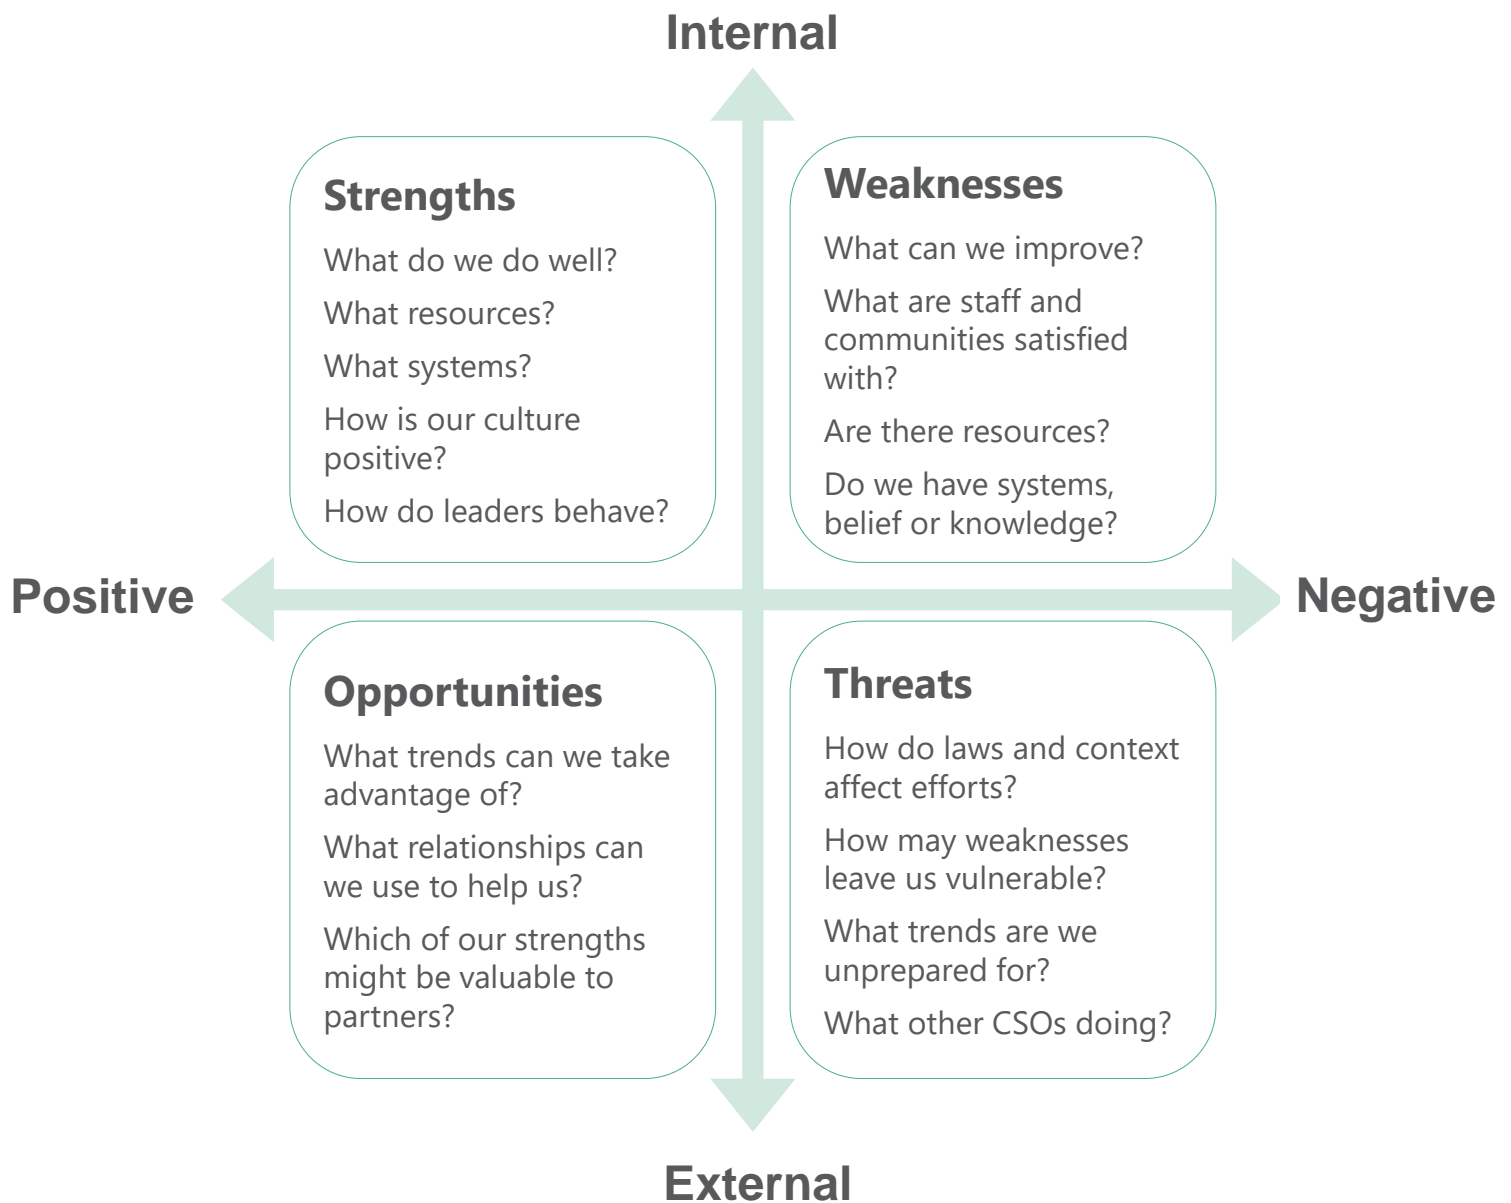 Internal
Strengths
What do we do well?
What resources?
What systems?
How is our culture
positive?
How do leaders behave?
Weaknesses
What can we improve?
What are staff and
communities satisfied
with?
Are there resources?
Do we have systems,
belief or knowledge?
Positive
Negative
Opportunities
What trends can we take
advantage of?
What relationships can
we use to help us?
Which of our strengths
might be valuable to
partners?
Threats
How do laws and context
affect efforts?
How may weaknesses
leave us vulnerable?
What trends are we
unprepared for?
What other CSOs doing?
External